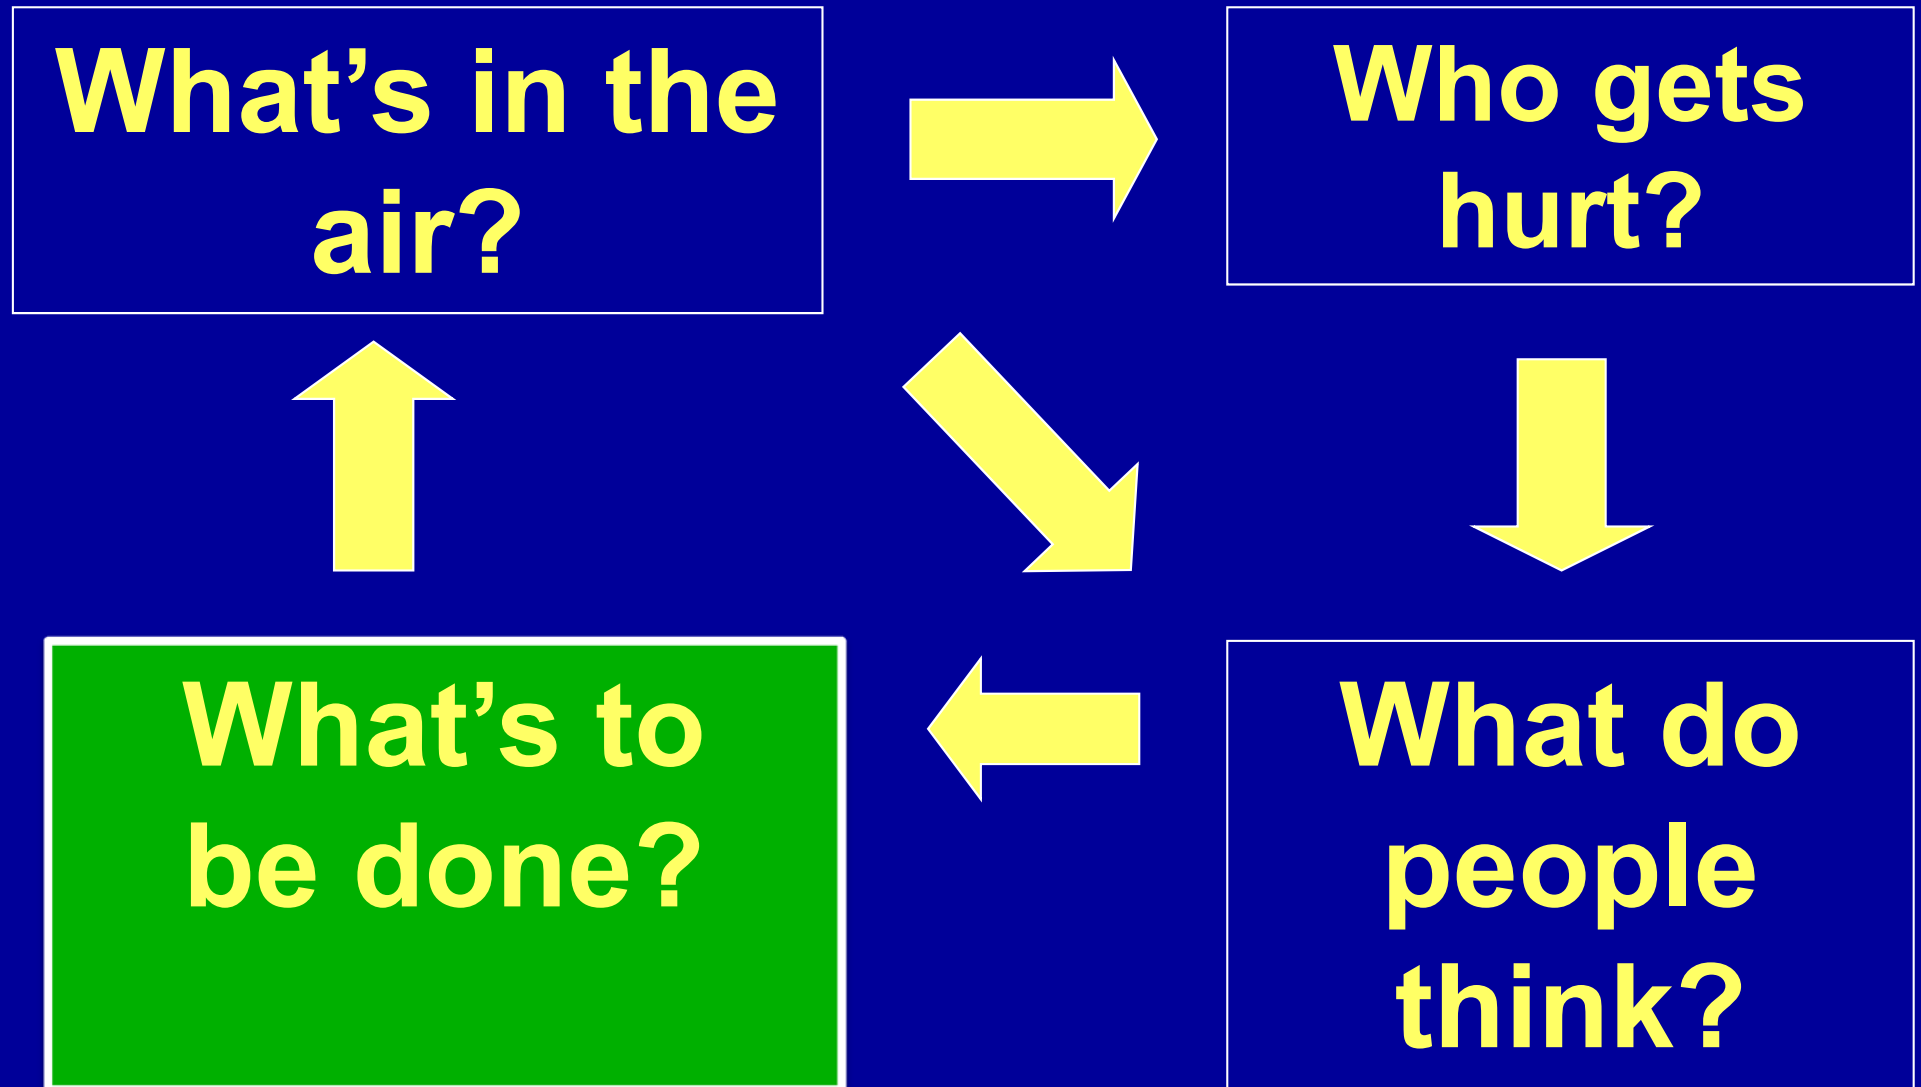 What’s in the
air?
Who gets
hurt?
What’s to
be done?
What do
people
think?